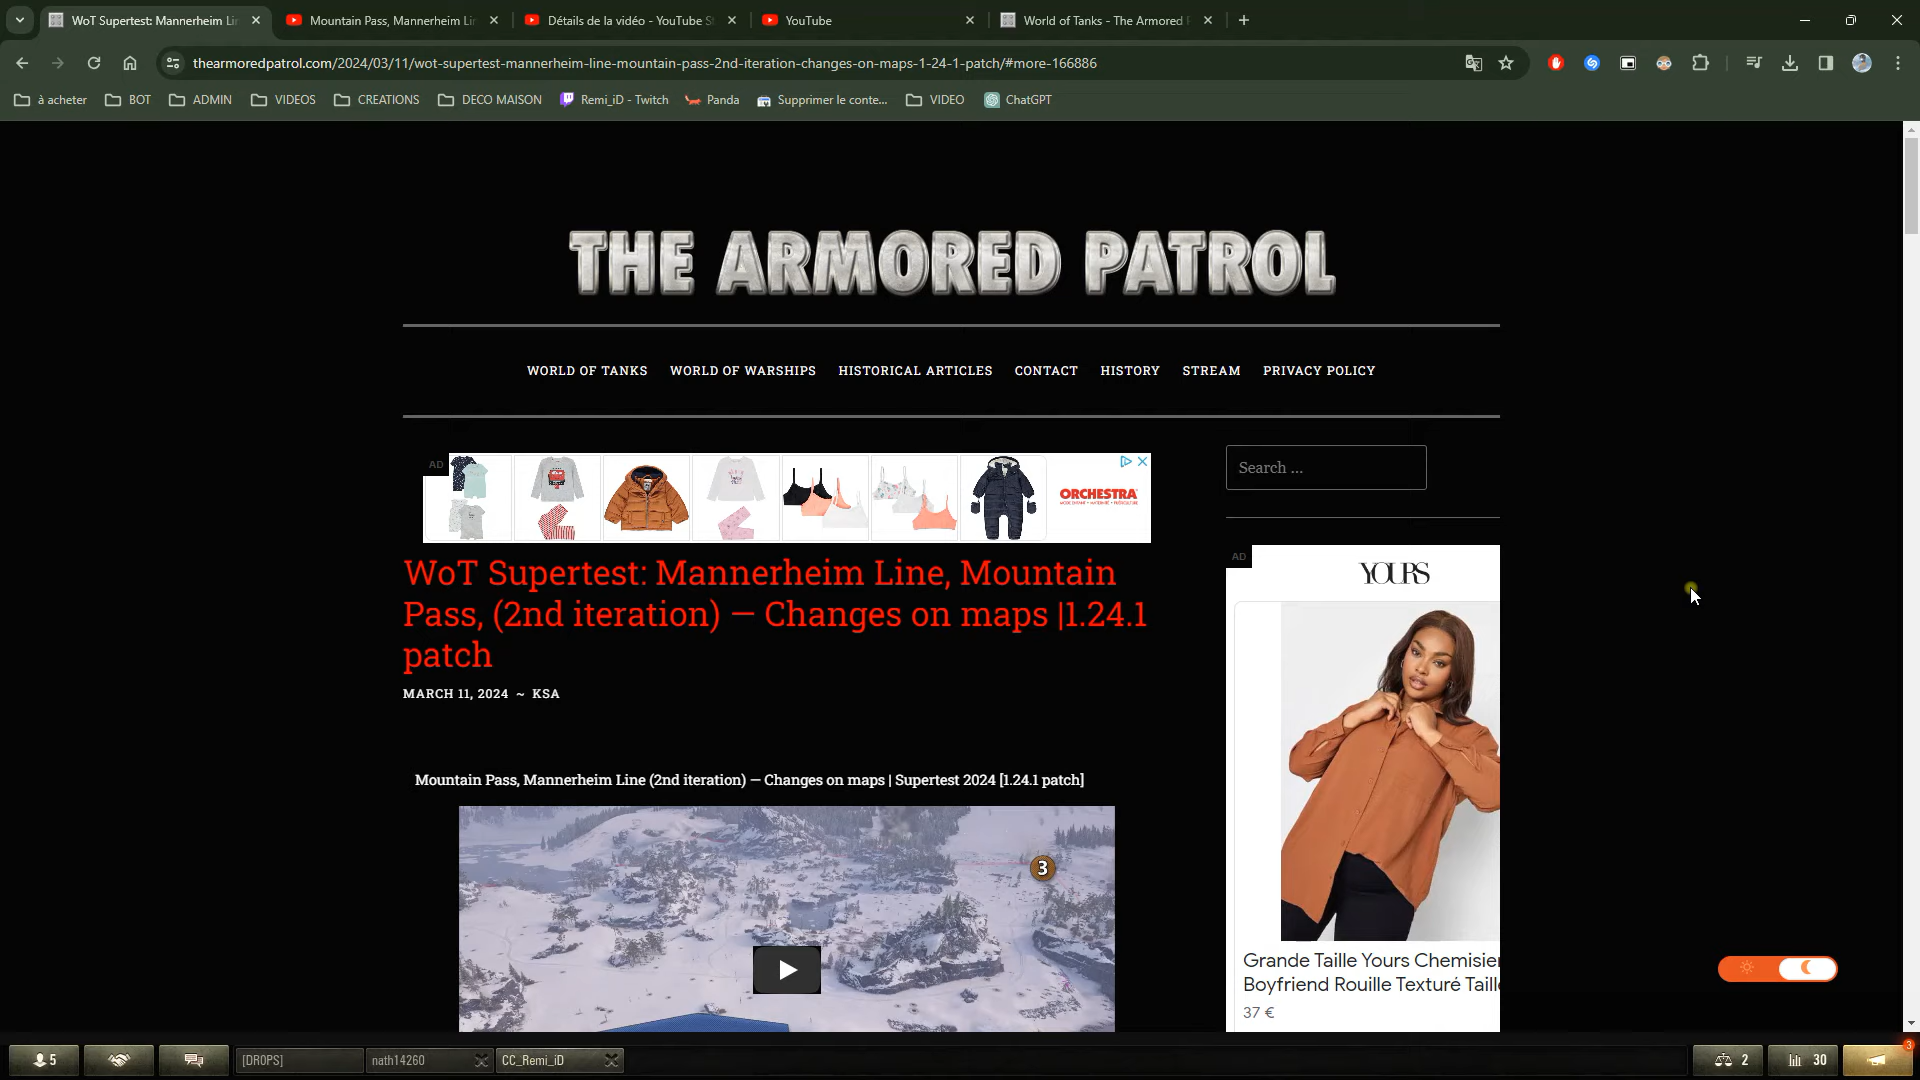 WoT Supertest: Mannerheim Li
Mountain Pass, Mannerheim Li
Détails de la vidéo - YouTube S
YouTube
World of Tanks - The Armored P
thearmoredpatrol.com/2024/03/11/wot-supertest-mannerheim-line-mountain-pass-2nd-iteration-changes-on-maps-1-24-1-patch/#more-166886
à acheter
BOT
ADMIN
VIDEOS
CREATIONS
DECO MAISON
Remi_iD - Twitch
Panda
Supprimer le conte...
VIDEO
ChatGPT
THE ARMORED PATROL
WORLD OF TANKS
WORLD OF WARSHIPS
HISTORICAL ARTICLES
CONTACT
HISTORY
STREAM
PRIVACY POLICY
AD
ORCHESTRA
Search ...
WoT Supertest: Mannerheim Line, Mountain
Pass, (2nd iteration) — Changes on maps |1.24.1
patch
MARCH 11, 2024 ~ KSA
AD
YOURS
Mountain Pass, Mannerheim Line (2nd iteration) — Changes on maps | Supertest 2024 [1.24.1 patch]
3
Grande Taille Yours Chemisier
Boyfriend Rouille Texturé Taill
37 €
5
[DROPS]
nath14260
CC_Remi_iD
2
30
3